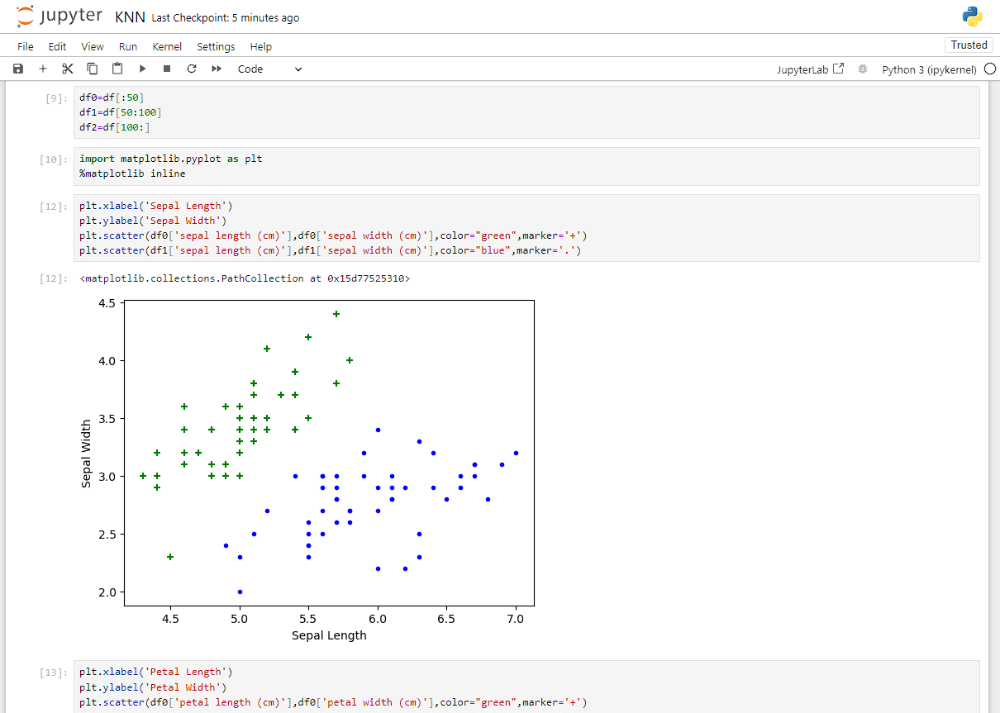 jupyter KNN Last Checkpoint: 5 minutes ago
File Edit View Run Kernel Settings Help
Trusted
Code
JupyterLab
Python 3 (ipykernel)
[9]:
df0=df[:50]
df1=df[50:100]
df2=df[100:]
[10]:
import matplotlib.pyplot as plt
%matplotlib inline
[12]:
plt.xlabel('Sepal Length')
plt.ylabel('Sepal Width')
plt.scatter(df0['sepal length (cm)'],df0['sepal width (cm)'],color="green",marker='+')
plt.scatter(df1['sepal length (cm)'],df1['sepal width (cm)'],color="blue",marker='.')
[12]:
<matplotlib.collections.PathCollection at 0x15d77525310>
4.5
4.0
3.5
3.0
2.5
2.0
Sepal Width
4.5 5.0 5.5 6.0 6.5 7.0
Sepal Length
[13]:
plt.xlabel('Petal Length')
plt.ylabel('Petal Width')
plt.scatter(df0['petal length (cm)'],df0['petal width (cm)'],color="green",marker='+')